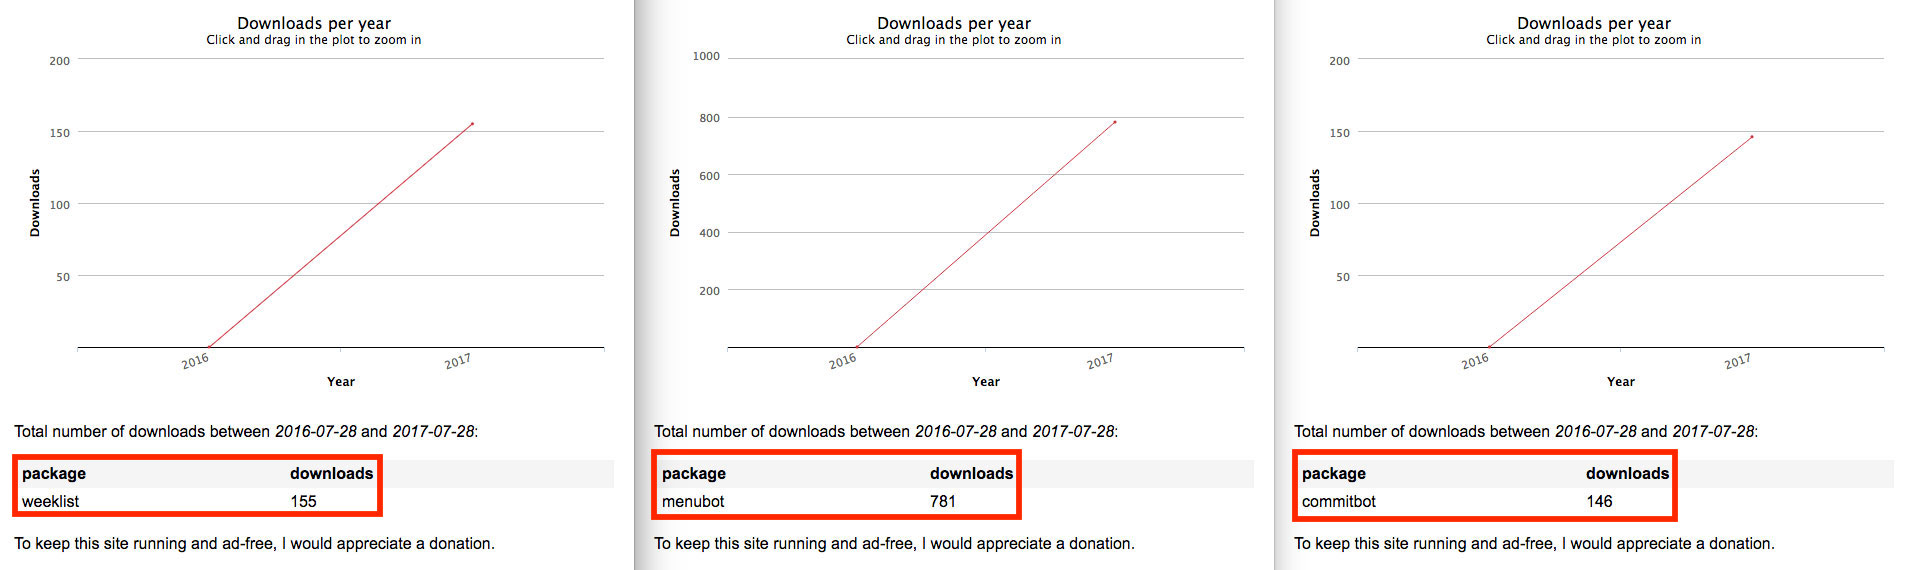 Downloads per year
Click and drag in the plot to zoom in
200
150
100
50
Downloads
2016
2017
Year
Total number of downloads between 2016-07-28 and 2017-07-28:
package downloads
weeklist 155
To keep this site running and ad-free, I would appreciate a donation.
Downloads per year
Click and drag in the plot to zoom in
1000
800
600
400
200
Downloads
2016
2017
Year
Total number of downloads between 2016-07-28 and 2017-07-28:
package downloads
menubot 781
To keep this site running and ad-free, I would appreciate a donation.
Downloads per year
Click and drag in the plot to zoom in
200
150
100
50
Downloads
2016
2017
Year
Total number of downloads between 2016-07-28 and 2017-07-28:
package downloads
commitbot 146
To keep this site running and ad-free, I would appreciate a donation.